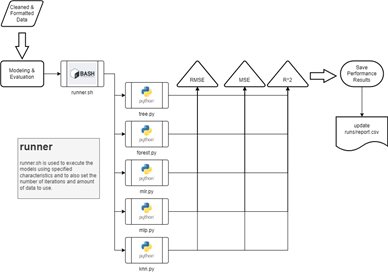 Cleaned &
Formatted
Data
Modeling &
Evaluation
BASH
runner.sh
RMSE
MSE
R^2
Save
Performance
Results
update
runs/report.csv
python
tree.py
python
forest.py
python
mlr.py
python
mlp.py
python
knn.py
runner
runner.sh is used to execute the
models using specified
characteristics and to also set the
number of iterations and amount
of data to use.